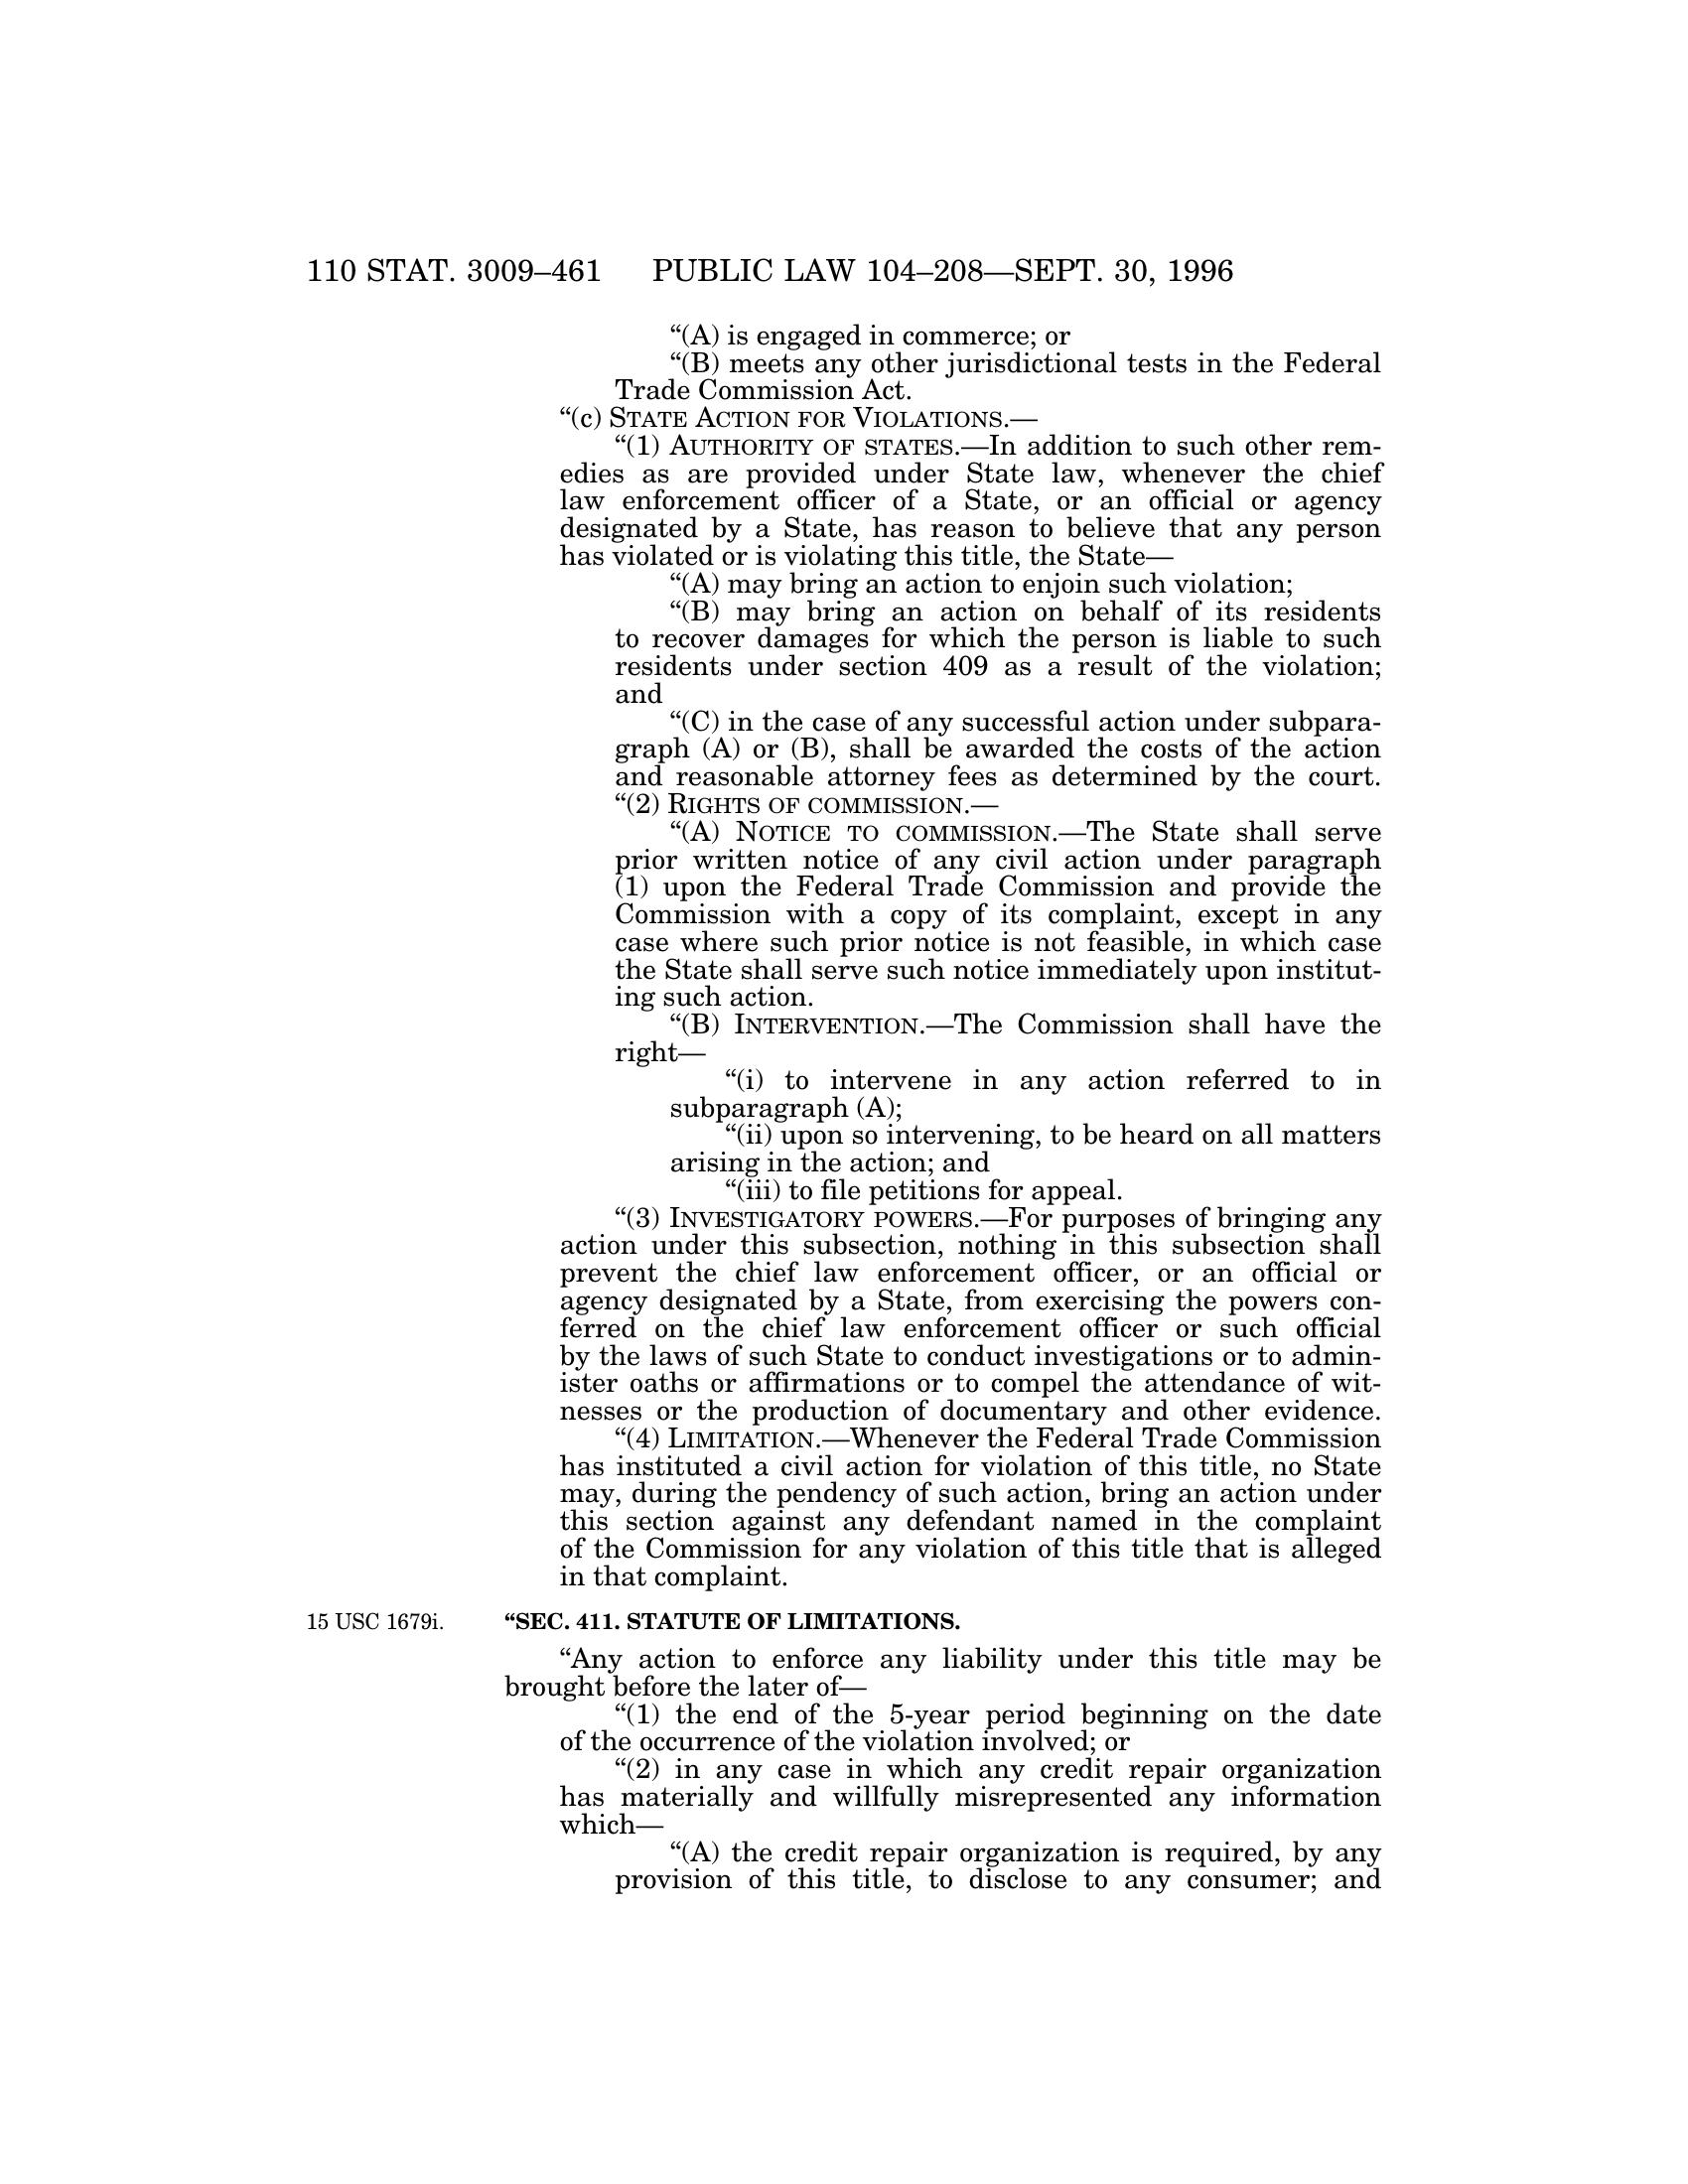 110 STAT. 3009–461 PUBLIC LAW 104–208—SEPT. 30, 1996
“(A) is engaged in commerce; or
“(B) meets any other jurisdictional tests in the Federal
Trade Commission Act.
“(c) STATE ACTION FOR VIOLATIONS.—
“(1) AUTHORITY OF STATES.—In addition to such other rem-
edies as are provided under State law, whenever the chief
law enforcement officer of a State, or an official or agency
designated by a State, has reason to believe that any person
has violated or is violating this title, the State—
“(A) may bring an action to enjoin such violation;
“(B) may bring an action on behalf of its residents
to recover damages for which the person is liable to such
residents under section 409 as a result of the violation;
and
“(C) in the case of any successful action under subpara-
graph (A) or (B), shall be awarded the costs of the action
and reasonable attorney fees as determined by the court.
“(2) RIGHTS OF COMMISSION.—
“(A) NOTICE TO COMMISSION.—The State shall serve
prior written notice of any civil action under paragraph
(1) upon the Federal Trade Commission and provide the
Commission with a copy of its complaint, except in any
case where such prior notice is not feasible, in which case
the State shall serve such notice immediately upon institut-
ing such action.
“(B) INTERVENTION.—The Commission shall have the
right—
“(i) to intervene in any action referred to in
subparagraph (A);
“(ii) upon so intervening, to be heard on all matters
arising in the action; and
“(iii) to file petitions for appeal.
“(3) INVESTIGATORY POWERS.—For purposes of bringing any
action under this subsection, nothing in this subsection shall
prevent the chief law enforcement officer, or an official or
agency designated by a State, from exercising the powers con-
ferred on the chief law enforcement officer or such official
by the laws of such State to conduct investigations or to admin-
ister oaths or affirmations or to compel the attendance of wit-
nesses or the production of documentary and other evidence.
“(4) LIMITATION.—Whenever the Federal Trade Commission
has instituted a civil action for violation of this title, no State
may, during the pendency of such action, bring an action under
this section against any defendant named in the complaint
of the Commission for any violation of this title that is alleged
in that complaint.
15 USC 1679i. “SEC. 411. STATUTE OF LIMITATIONS.
“Any action to enforce any liability under this title may be
brought before the later of—
“(1) the end of the 5-year period beginning on the date
of the occurrence of the violation involved; or
“(2) in any case in which any credit repair organization
has materially and willfully misrepresented any information
which—
“(A) the credit repair organization is required, by any
provision of this title, to disclose to any consumer; and